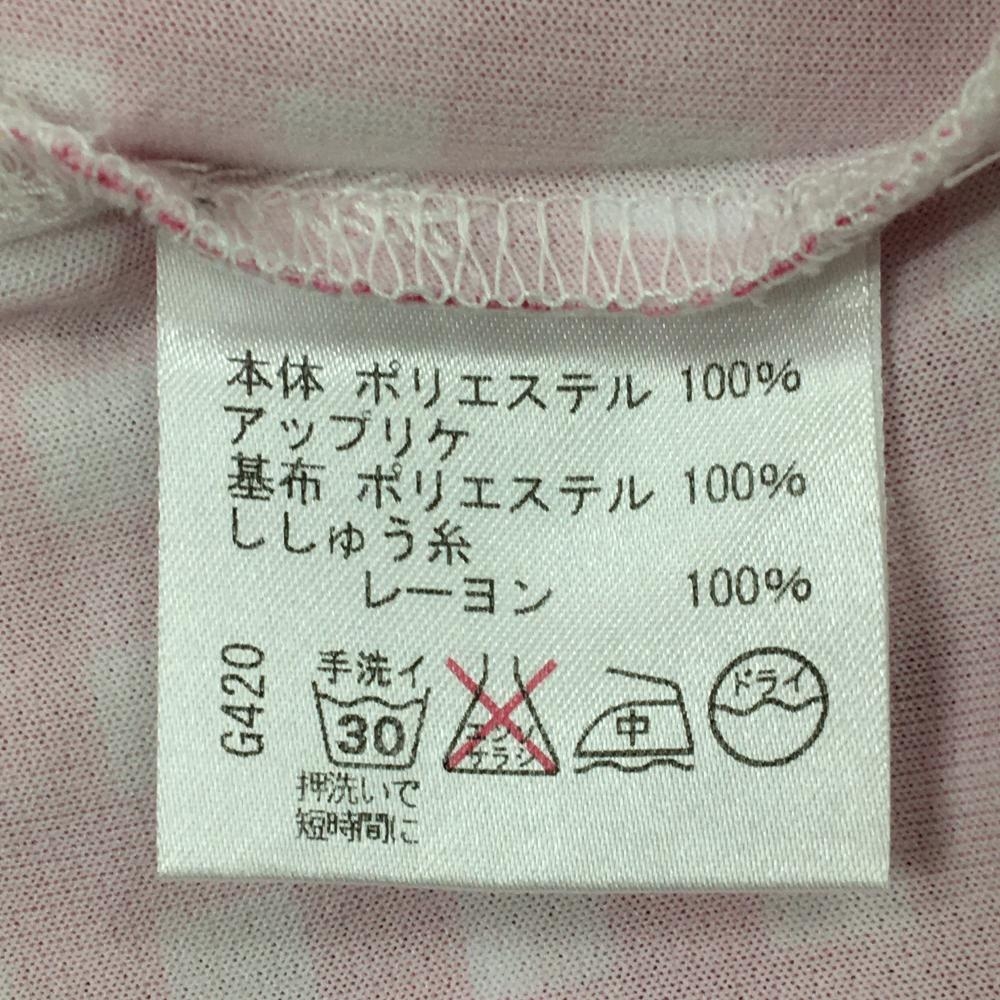 本体 ポリエステル 100%
アップリケ
基布 ポリエステル 100%
ししゅう糸
レーヨン 100%
G420
手洗イ
30
エンソ
サラシ
中
ドライ
押洗いで
短時間に